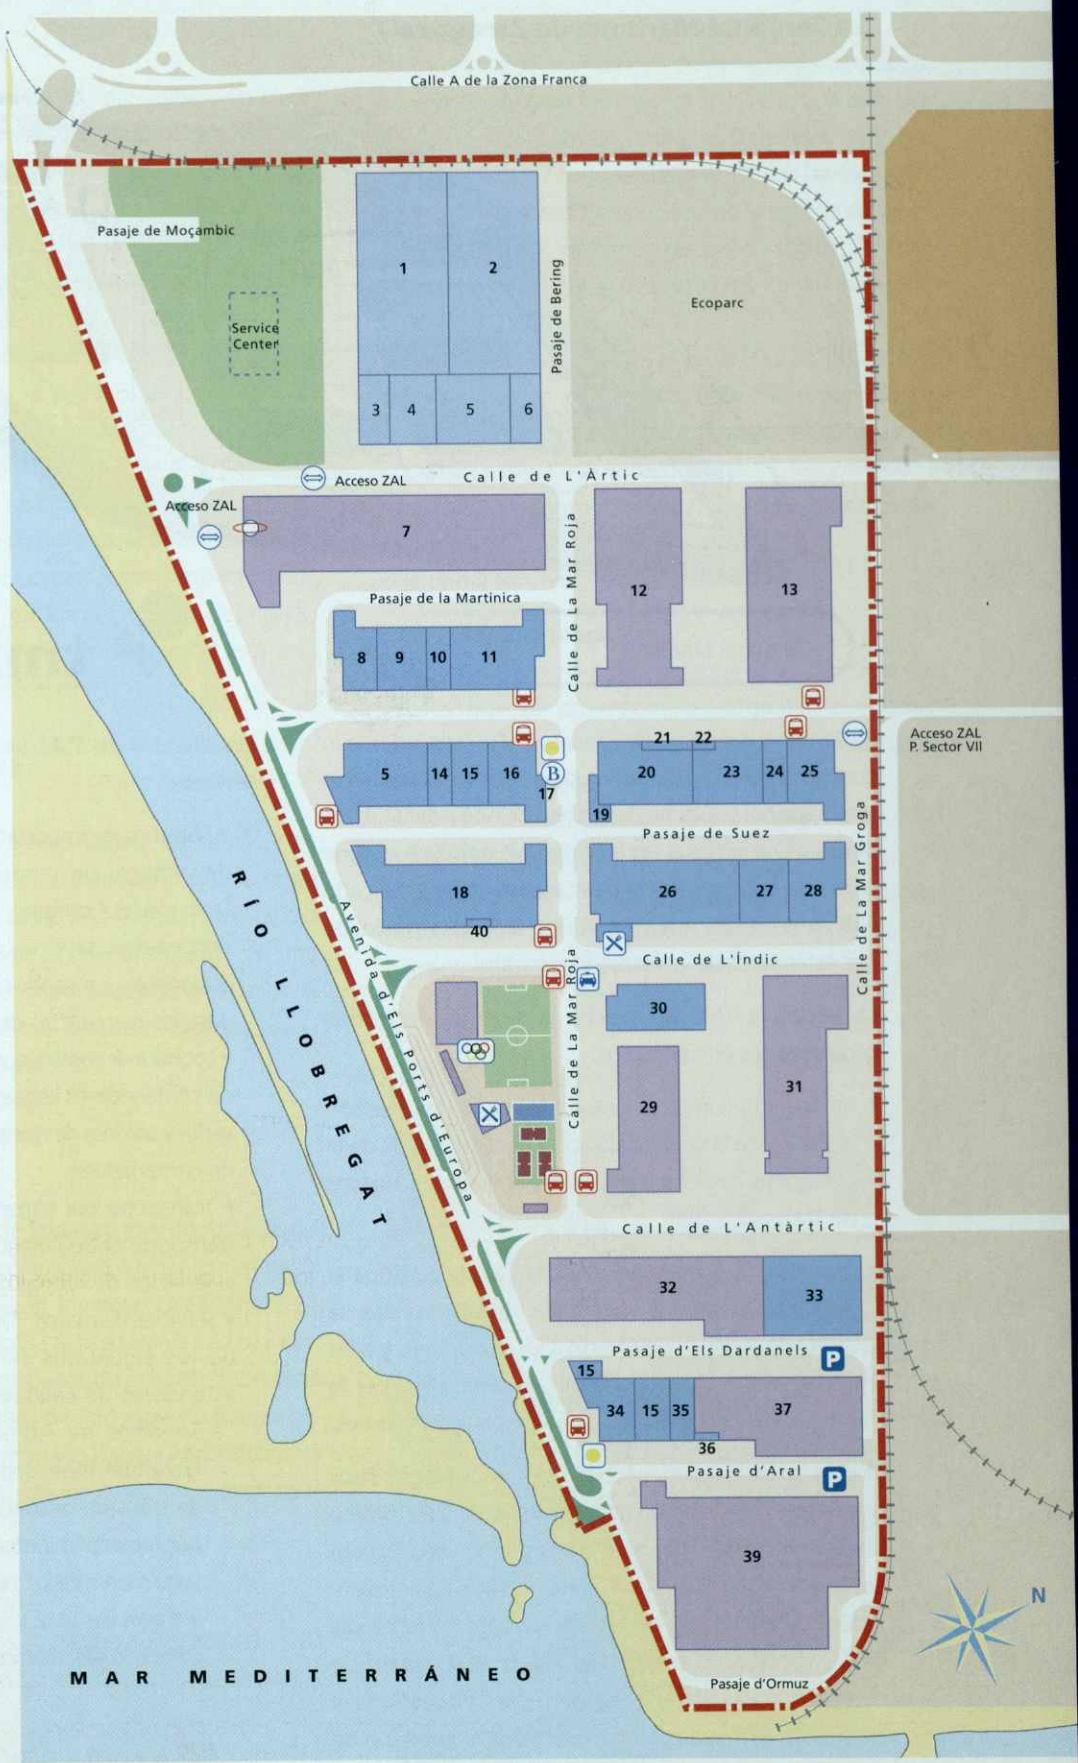 Calle A de la Zona Franca
Pasaje de Moçambic
Service
Center
1
2
Pasaje de Bering
Ecoparc
3
4
5
6
Acceso ZAL
Calle de L'Àrtic
Acceso ZAL
7
Calle de La Mar Roja
12
13
Pasaje de la Martinica
8
9
10
11
Acceso ZAL
P. Sector VII
5
14
15
16
B
17
21
22
20
23
24
25
19
Pasaje de Suez
Calle de La Mar Groga
18
40
26
27
28
Calle de L'Índic
RÍO LLOBREGAT
Avenida d'Els Ports d'Europa
Calle de La Mar Roja
30
29
31
Calle de L'Antàrtic
32
33
Pasaje d'Els Dardanels
P
15
34
15
35
37
36
Pasaje d'Aral
P
39
N
MAR MEDITERRÁNEO
Pasaje d'Ormuz